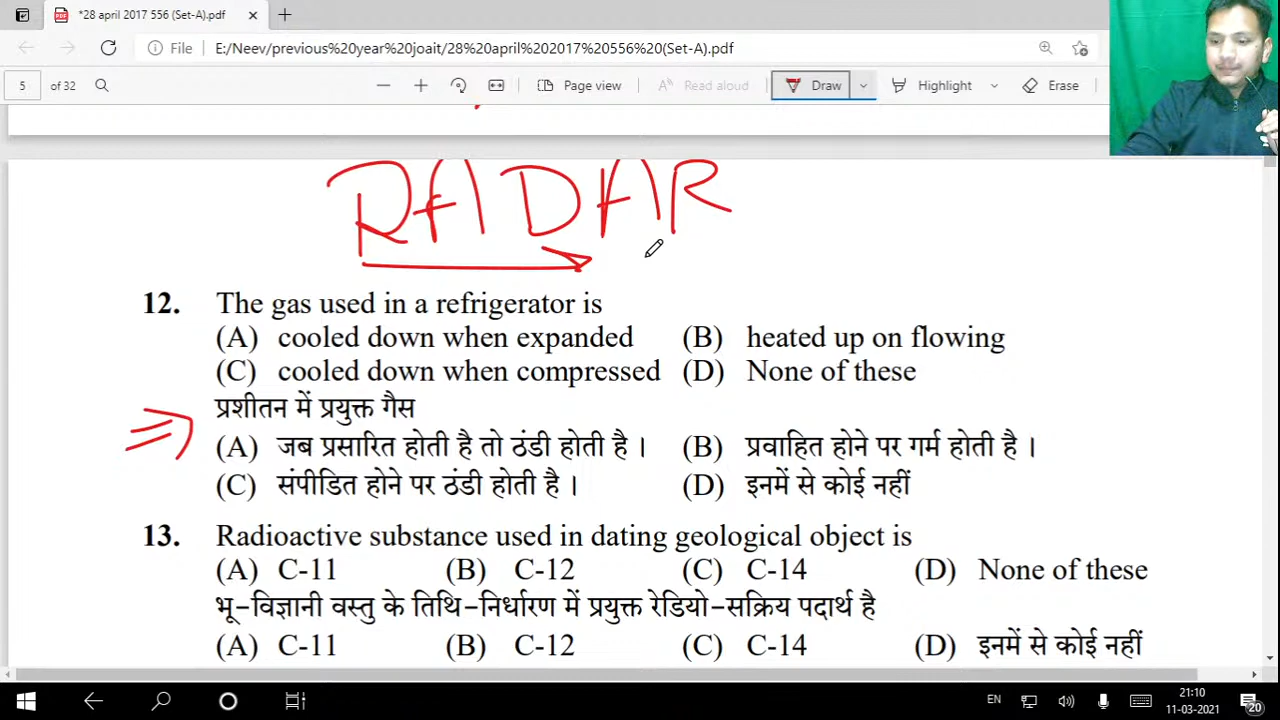 *28 april 2017 556 (Set-A).pdf
File E:/Neev/previous%20year%20joait/28%20april%202017%20556%20(Set-A).pdf
5 of 32 Page view Read aloud Draw Highlight Erase
RADAR
12. The gas used in a refrigerator is
(A) cooled down when expanded (B) heated up on flowing
(C) cooled down when compressed (D) None of these
प्रशीतन में प्रयुक्त गैस
(A) जब प्रसारित होती है तो ठंडी होती है । (B) प्रवाहित होने पर गर्म होती है ।
(C) संपीडित होने पर ठंडी होती है । (D) इनमें से कोई नहीं
13. Radioactive substance used in dating geological object is
(A) C-11 (B) C-12 (C) C-14 (D) None of these
भू-विज्ञानी वस्तु के तिथि-निर्धारण में प्रयुक्त रेडियो-सक्रिय पदार्थ है
(A) C-11 (B) C-12 (C) C-14 (D) इनमें से कोई नहीं
EN 21:10
11-03-2021 20